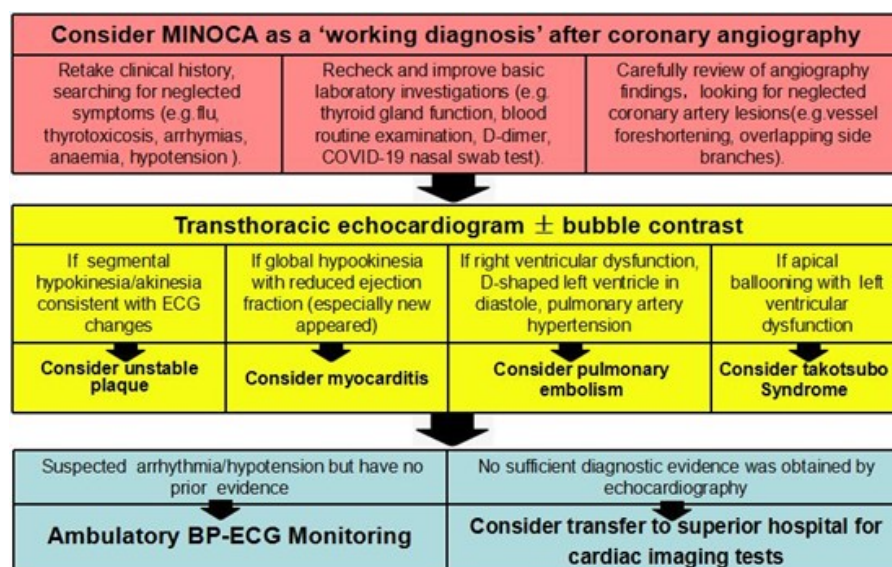 Consider MINOCA as a ‘working diagnosis’ after coronary angiography
Retake clinical history,
searching for neglected
symptoms (e.g.flu,
thyrotoxicosis, arrhymias,
anaemia, hypotension ).
Recheck and improve basic
laboratory investigations (e.g.
thyroid gland function, blood
routine examination, D-dimer,
COVID-19 nasal swab test).
Carefully review of angiography
findings, looking for neglected
coronary artery lesions(e.g.vessel
foreshortening, overlapping side
branches).
Transthoracic echocardiogram ± bubble contrast
If segmental
hypokinesia/akinesia
consistent with ECG
changes
Consider unstable
plaque
If global hypookinesia
with reduced ejection
fraction (especially new
appeared)
Consider myocarditis
If right ventricular dysfunction,
D-shaped left ventricle in
diastole, pulmonary artery
hypertension
Consider pulmonary
embolism
If apical
ballooning with left
ventricular
dysfunction
Consider takotsubo
Syndrome
Suspected arrhythmia/hypotension but have no
prior evidence
Ambulatory BP-ECG Monitoring
No sufficient diagnostic evidence was obtained by
echocardiography
Consider transfer to superior hospital for
cardiac imaging tests